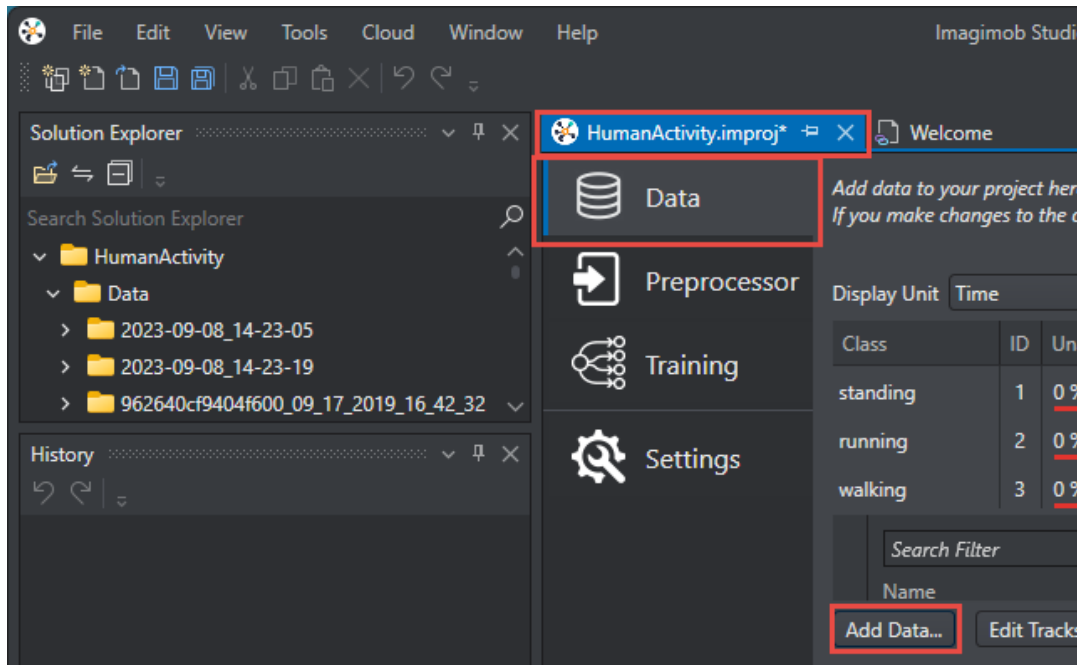 File Edit View Tools Cloud Window Help Imagimob
Solution Explorer
HumanActivity.improj*
Welcome
Search Solution Explorer
HumanActivity
Data
2023-09-08_14-23-05
2023-09-08_14-23-19
962640cf9404f600_09_17_2019_16_42_32
History
Data
Preprocessor
Training
Settings
Add data to your project
If you make changes to the
Display Unit Time
Class ID
standing 1 0 %
running 2 0 %
walking 3 0 %
Search Filter
Name
Add Data... Edit Tracks